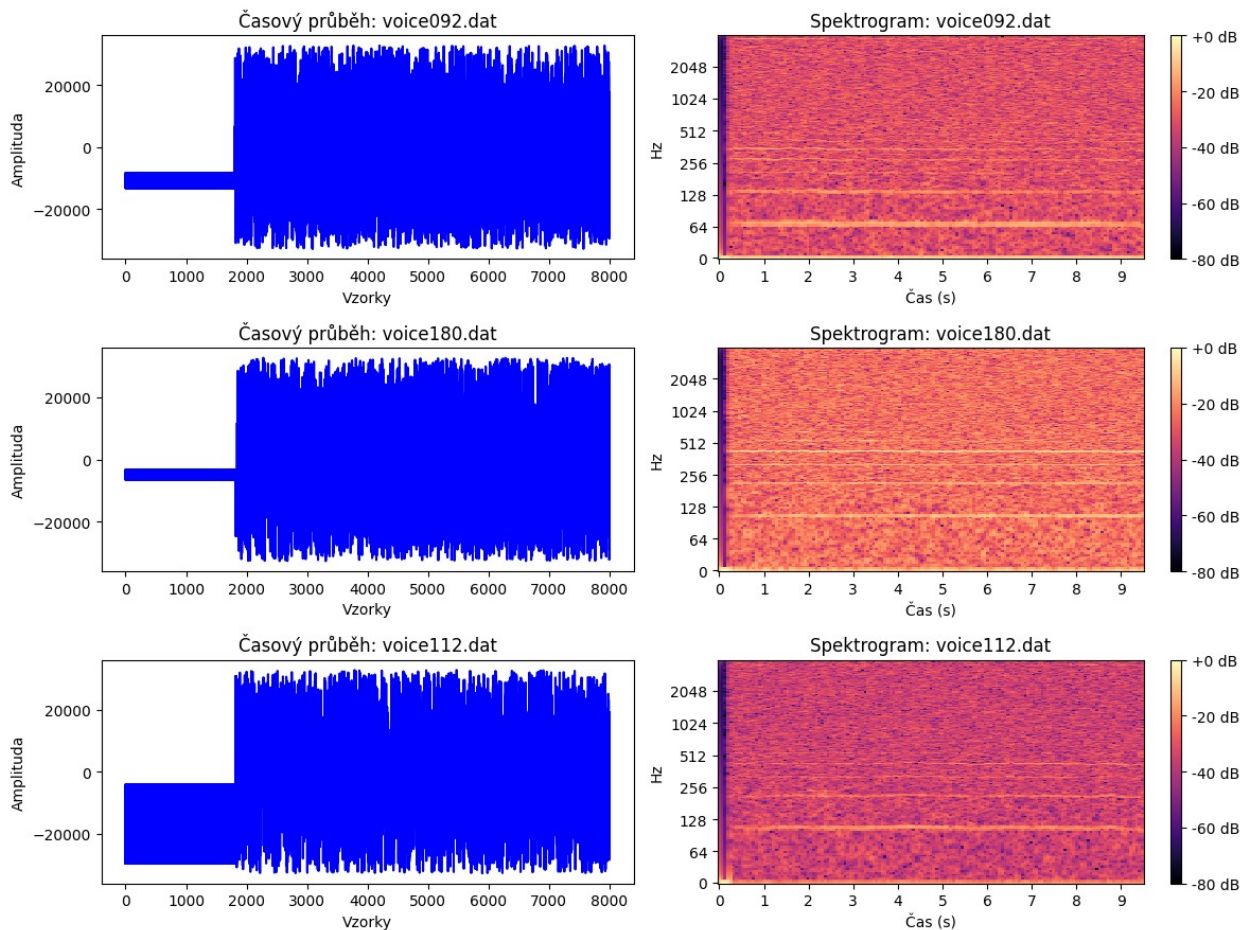 Časový průběh: voice092.dat
Amplituda
20000
0
−20000
0 1000 2000 3000 4000 5000 6000 7000 8000
Vzorky
Spektrogram: voice092.dat
Hz
2048
1024
512
256
128
64
0
0 1 2 3 4 5 6 7 8 9
Čas (s)
+0 dB
-20 dB
-40 dB
-60 dB
-80 dB
Časový průběh: voice180.dat
Amplituda
20000
0
−20000
0 1000 2000 3000 4000 5000 6000 7000 8000
Vzorky
Spektrogram: voice180.dat
Hz
2048
1024
512
256
128
64
0
0 1 2 3 4 5 6 7 8 9
Čas (s)
+0 dB
-20 dB
-40 dB
-60 dB
-80 dB
Časový průběh: voice112.dat
Amplituda
20000
0
−20000
0 1000 2000 3000 4000 5000 6000 7000 8000
Vzorky
Spektrogram: voice112.dat
Hz
2048
1024
512
256
128
64
0
0 1 2 3 4 5 6 7 8 9
Čas (s)
+0 dB
-20 dB
-40 dB
-60 dB
-80 dB